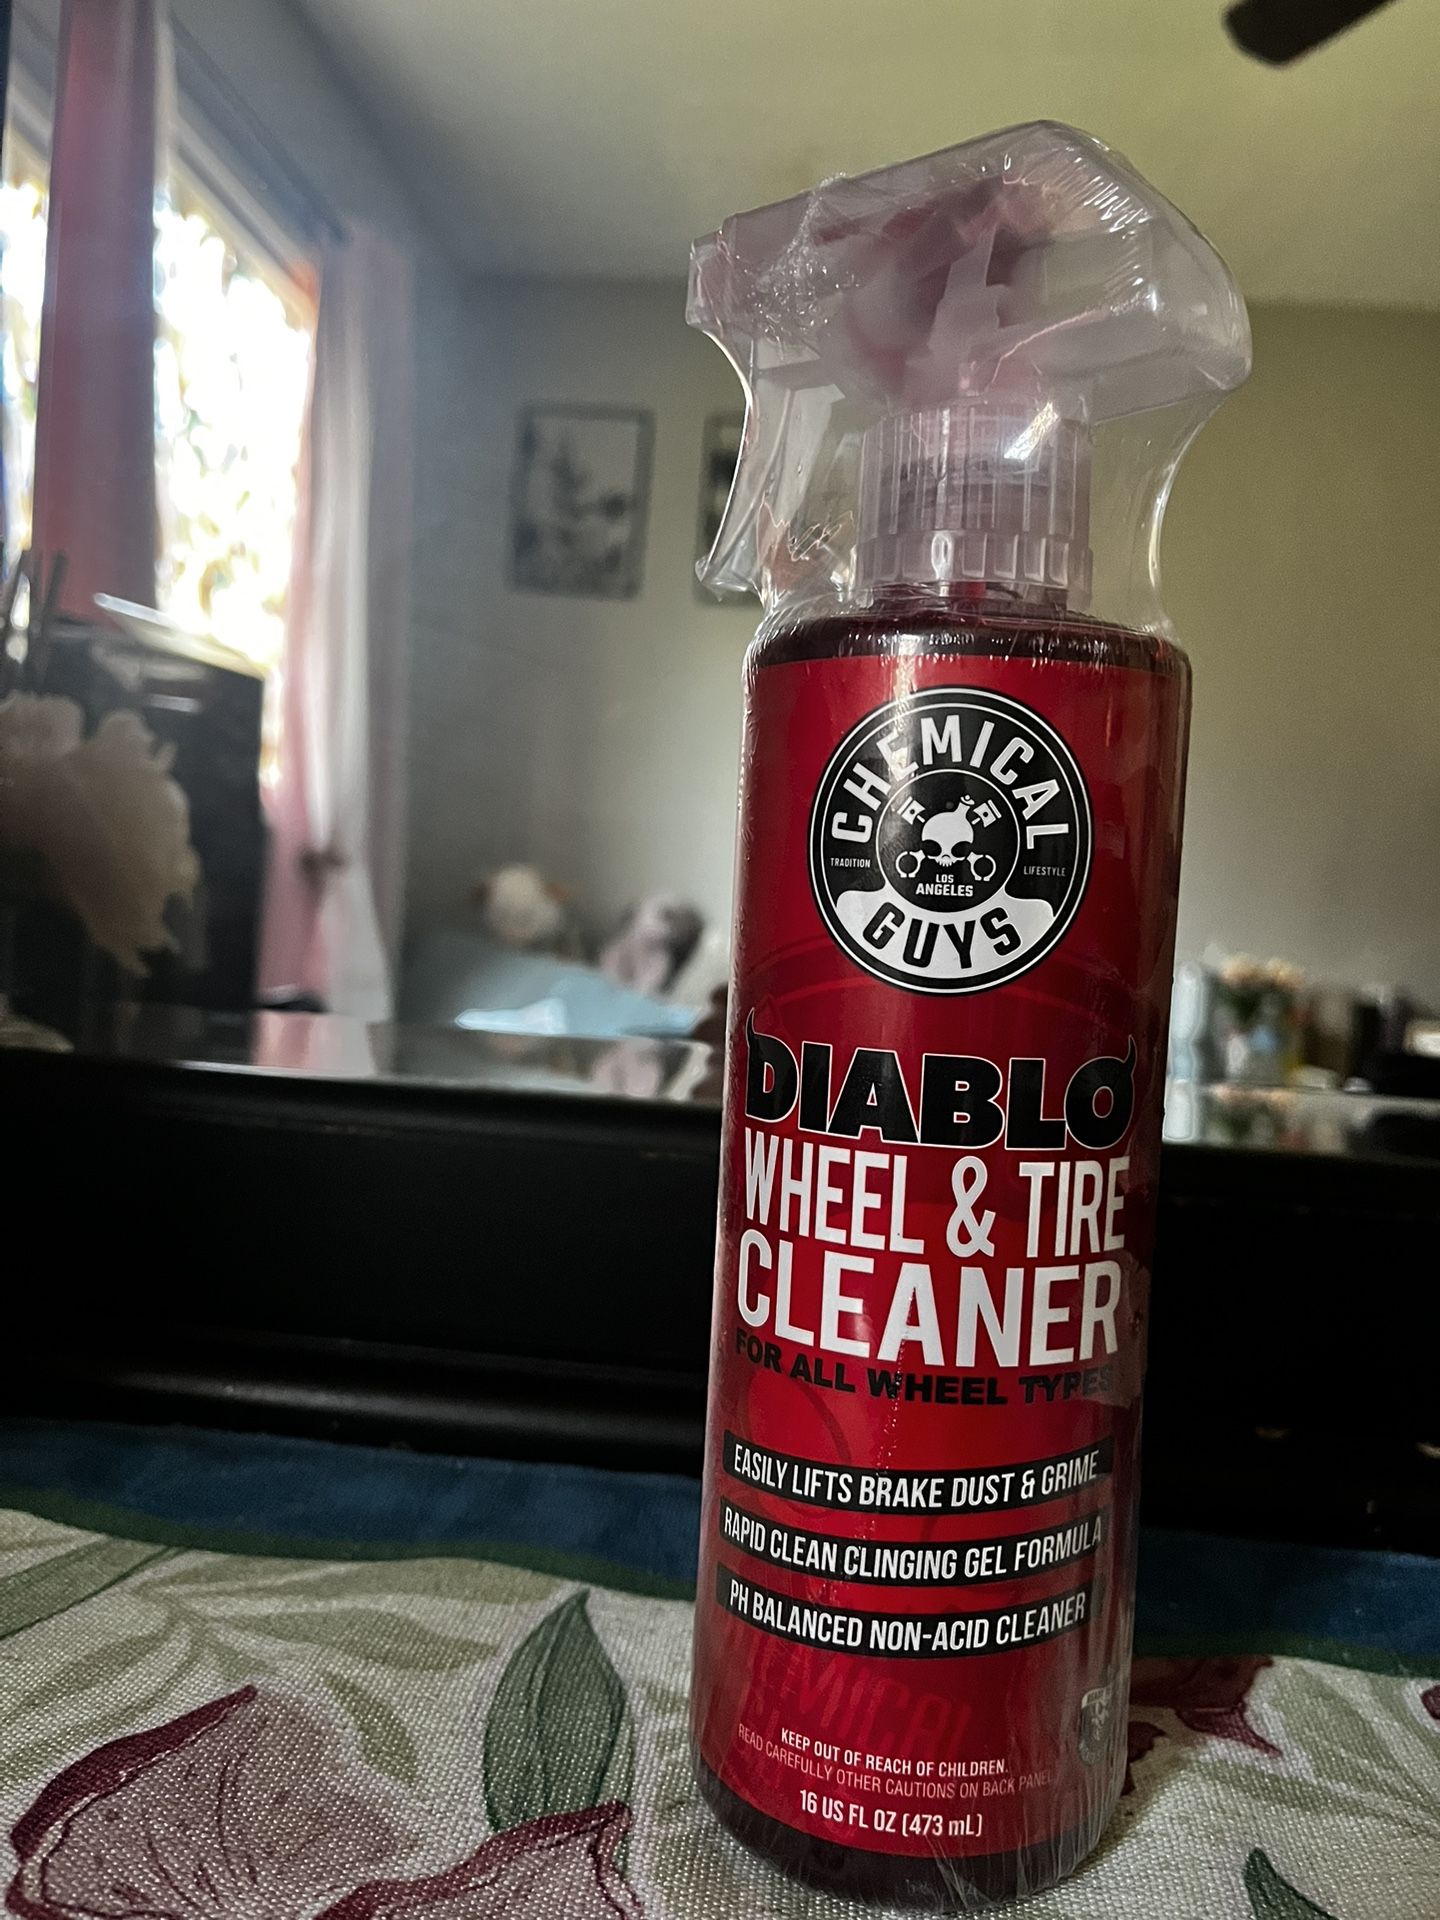 CHEMICAL
TRADITION
LIFESTYLE
LOS
ANGELES
GUYS
DIABLO
WHEEL & TIRE
CLEANER
FOR ALL WHEEL TYPES
EASILY LIFTS BRAKE DUST & GRIME
RAPID CLEAN CLINGING GEL FORMULA
PH BALANCED NON-ACID CLEANER
KEEP OUT OF REACH OF CHILDREN.
READ CAREFULLY OTHER CAUTIONS ON BACK PANEL
16 US FL OZ (473 mL)